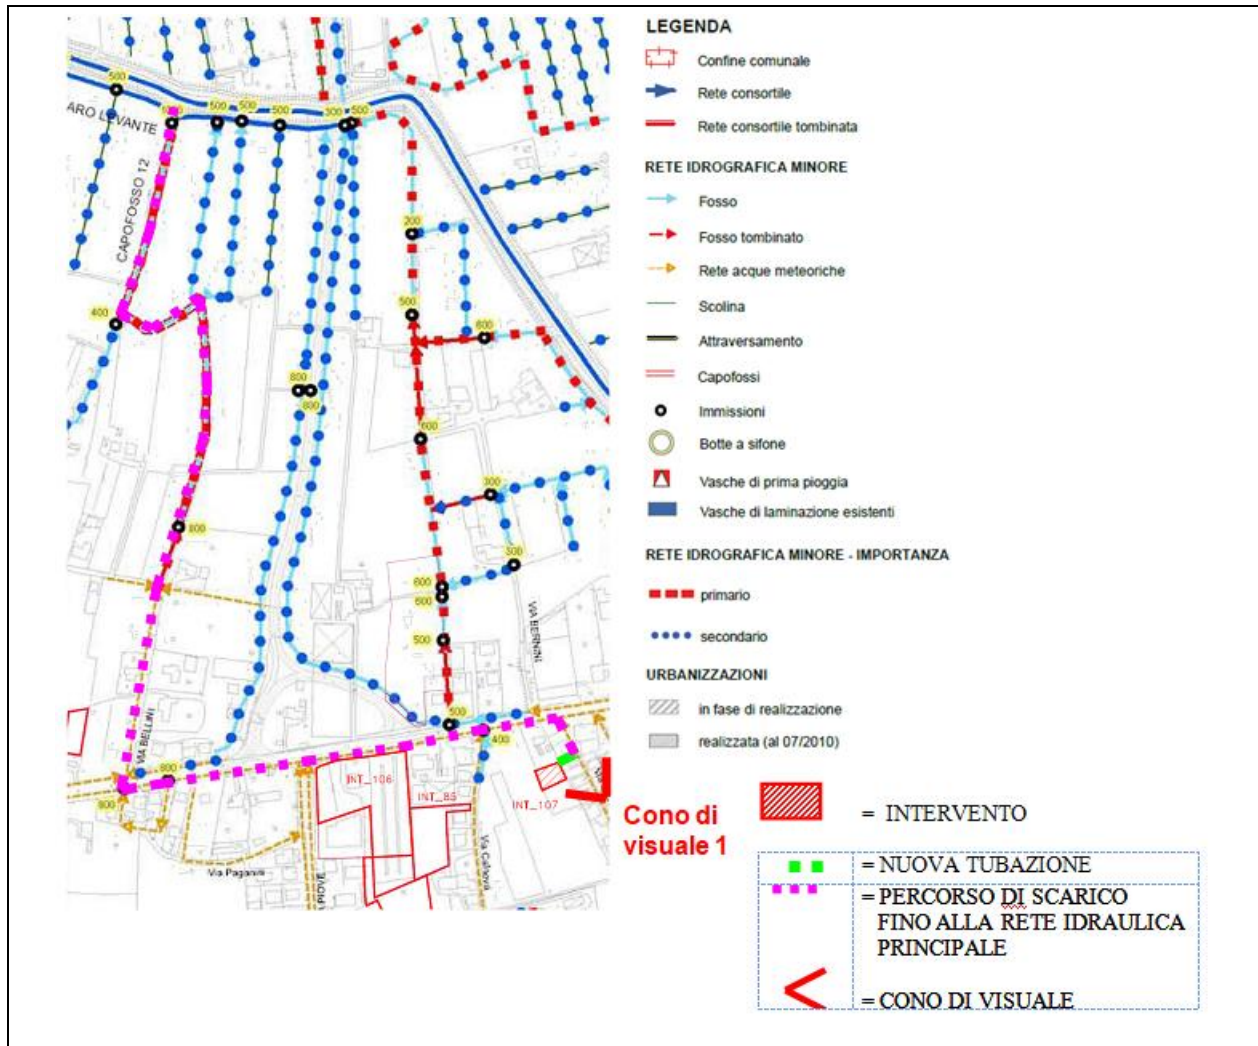 LEGENDA
Confine comunale
Rete consortile
Rete consortile tombinata
RETE IDROGRAFICA MINORE
Fosso
Fosso tombinato
Rete acque meteoriche
Scolina
Attraversamento
Capofossi
Immissioni
Botte a sifone
Vasche di prima pioggia
Vasche di laminazione esistenti
RETE IDROGRAFICA MINORE - IMPORTANZA
primario
secondario
URBANIZZAZIONI
in fase di realizzazione
realizzata (al 07/2010)
= INTERVENTO
= NUOVA TUBAZIONE
= PERCORSO DI SCARICO
FINO ALLA RETE IDRAULICA
PRINCIPALE
= CONO DI VISUALE
Cono di
visuale 1
500
ARO LEVANTE
500
500
500
300
500
CAPOFOSSO 12
200
400
500
600
800
800
600
300
800
500
600
600
VIA BERNINI
500
500
VIA BELLINI
400
800
800
INT_106
INT_85
INT_107
Via Paganini
PIOVE